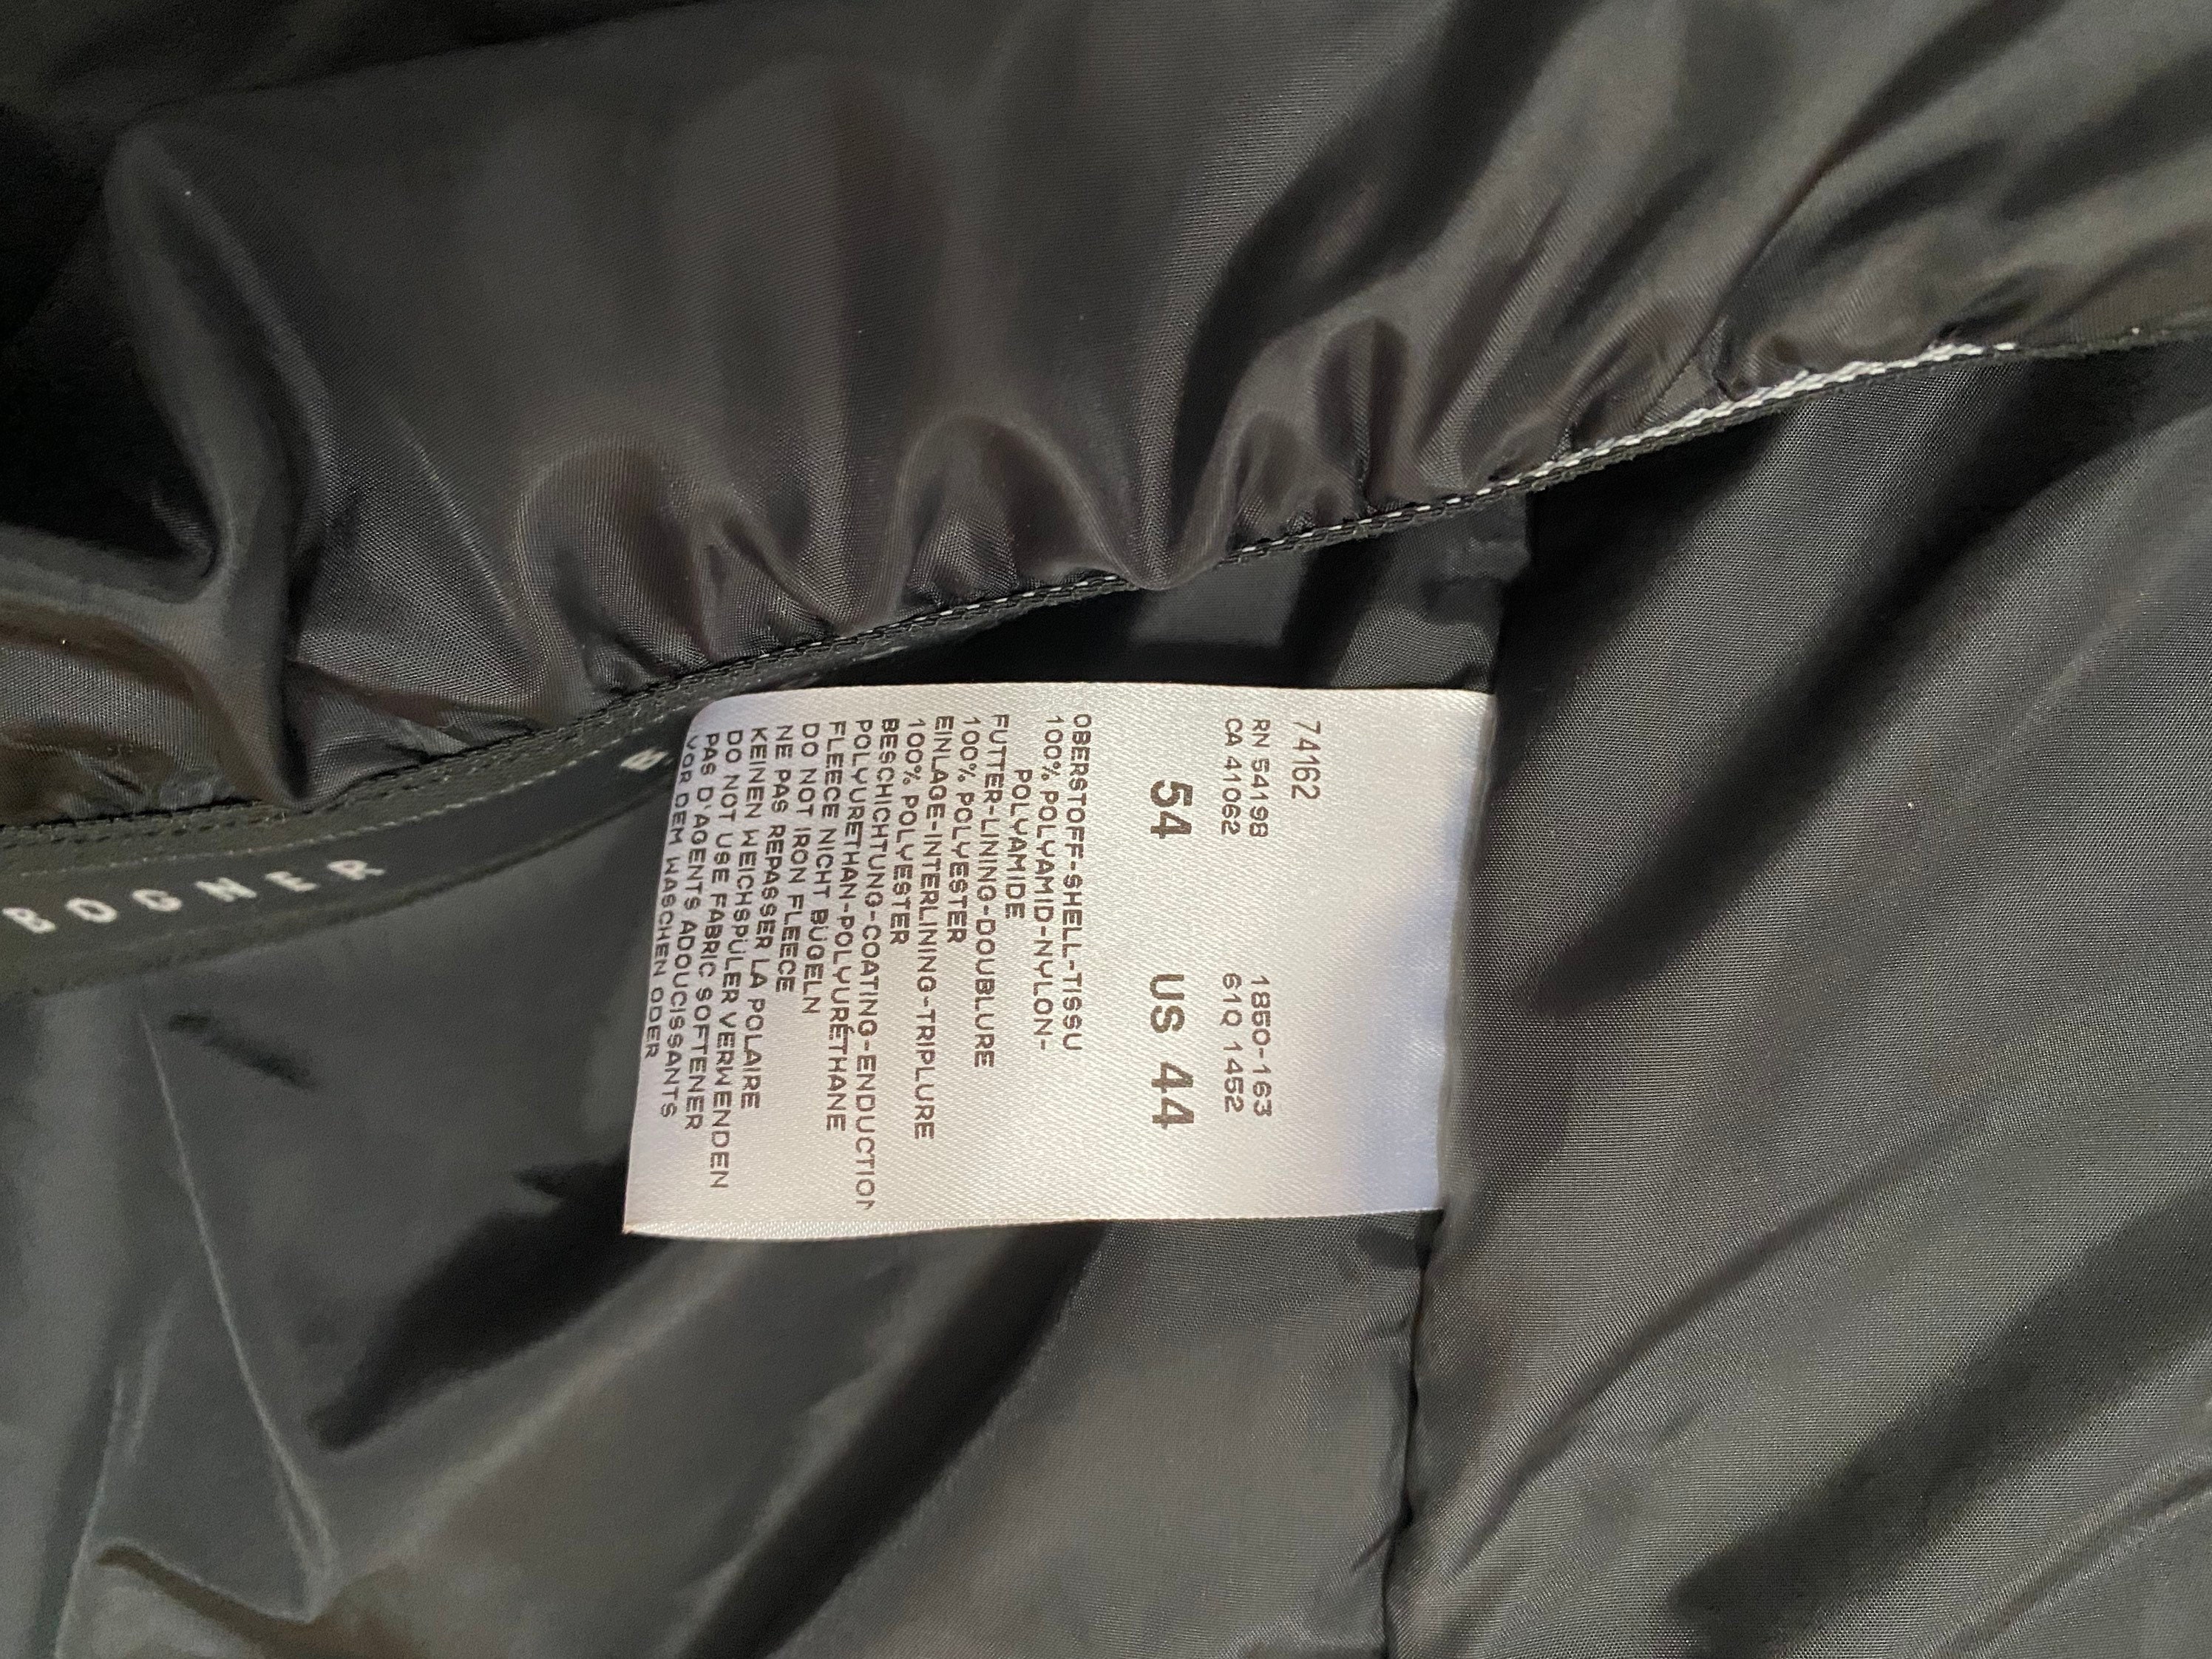 74162
RN 54198 1850-163
CA 41062 61Q 1452
54 US 44
OBERSTOFF-SHELL-TISSU
100% POLYAMID-NYLON-
POLYAMIDE
FUTTER-LINING-DOUBLURE
100% POLYESTER
EINLAGE-INTERLINING-TRIPLURE
100% POLYESTER
BESCHICHTUNG-COATING-ENDUCTION
POLYURETHAN-POLYURÉTHANE
FLEECE NICHT BÜGELN
DO NOT IRON FLEECE
NE PAS REPASSER LA POLAIRE
KEINEN WEICHSPÜLER VERWENDEN
DO NOT USE FABRIC SOFTENER
PAS D'AGENTS ADOUCISSANTS
VOR DEM WASCHEN ODER
BOGNER
B